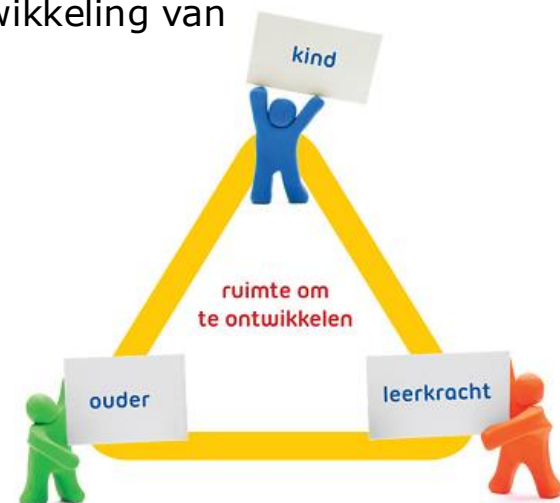 wikkeling van
kind
ruimte om
te ontwikkelen
ouder
leerkracht